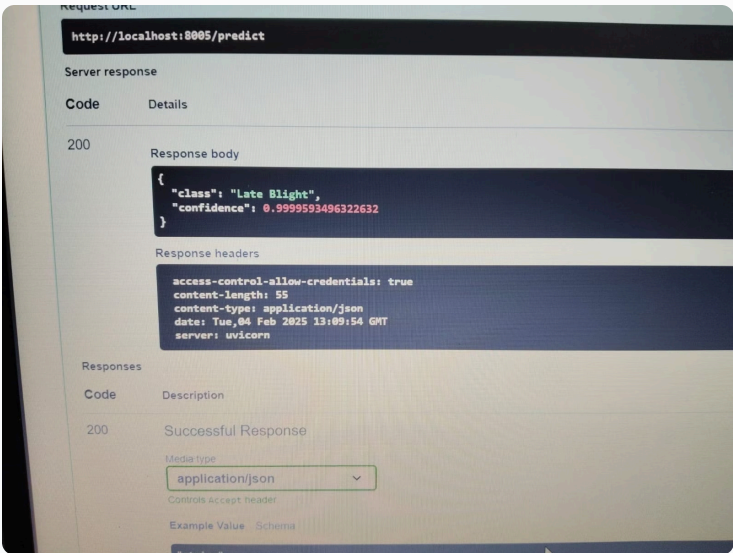 Request URL
http://localhost:8005/predict
Server response
Code Details
200
Response body
{
"class": "Late Blight",
"confidence": 0.9999593496322632
}
Response headers
access-control-allow-credentials: true
content-length: 55
content-type: application/json
date: Tue,04 Feb 2025 13:09:54 GMT
server: uvicorn
Responses
Code Description
200 Successful Response
Media type
application/json
Controls Accept header.
Example Value Schema